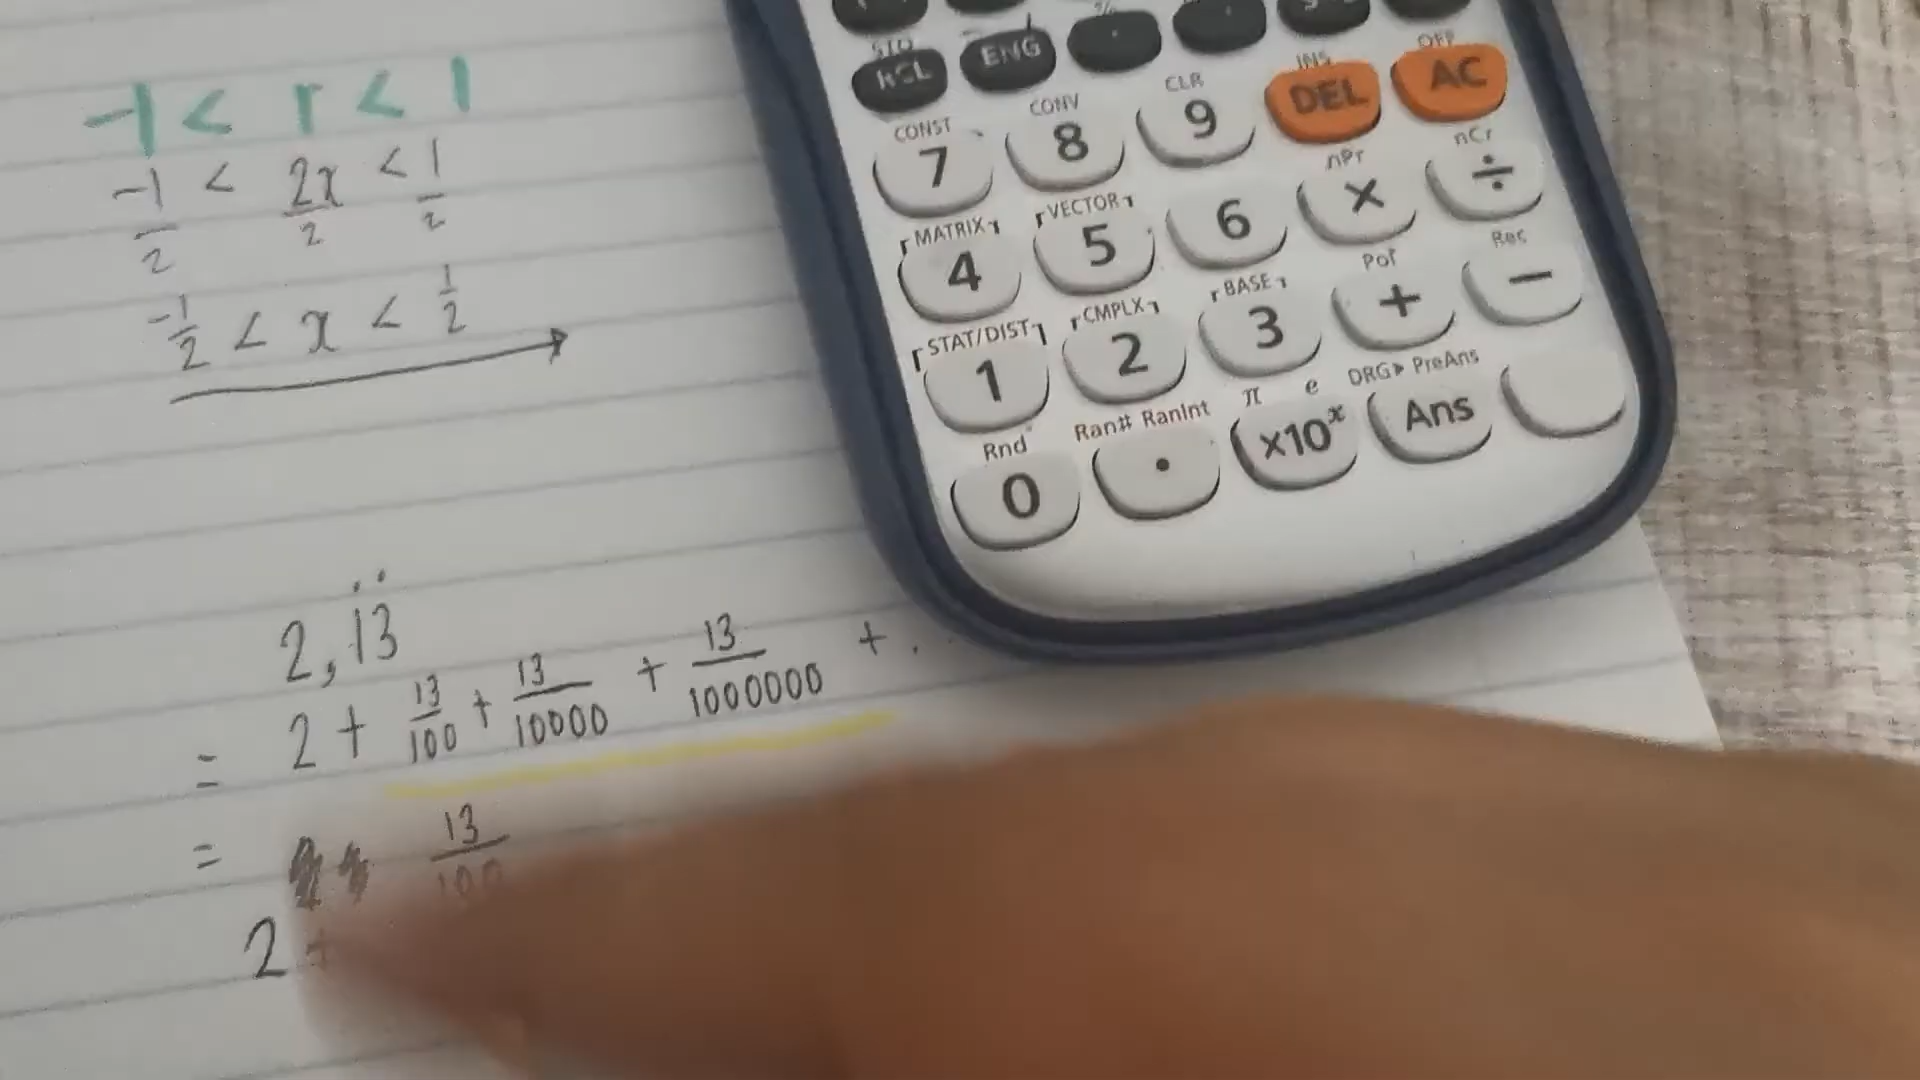 -1 < r < 1
-1/2 < 2x/2 < 1/2
-1/2 < x < 1/2
2,1̇3̇
= 2 + 13/100 + 13/10000 + 13/1000000 + .
= 13/100
2 +
STO
RCL ENG
INS OFF
DEL AC
CONST CONV CLR
7 8 9
nPr nCr
MATRIX VECTOR
4 5 6 × ÷
STAT/DIST CMPLX BASE Pol Rec
1 2 3 + −
Rnd Ran# RanInt π e DRG▶ PreAns
0 . ×10ˣ Ans